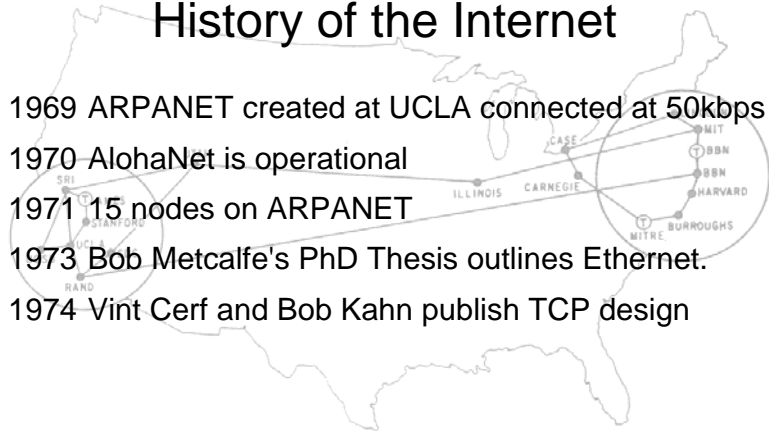 History of the Internet
1969 ARPANET created at UCLA connected at 50kbps
1970 AlohaNet is operational
1971 15 nodes on ARPANET
1973 Bob Metcalfe's PhD Thesis outlines Ethernet.
1974 Vint Cerf and Bob Kahn publish TCP design
SRI
STANFORD
UCLA
RAND
ILLINOIS
CASE
CARNEGIE
MIT
T BBN
BBN
HARVARD
BURROUGHS
T
MITRE